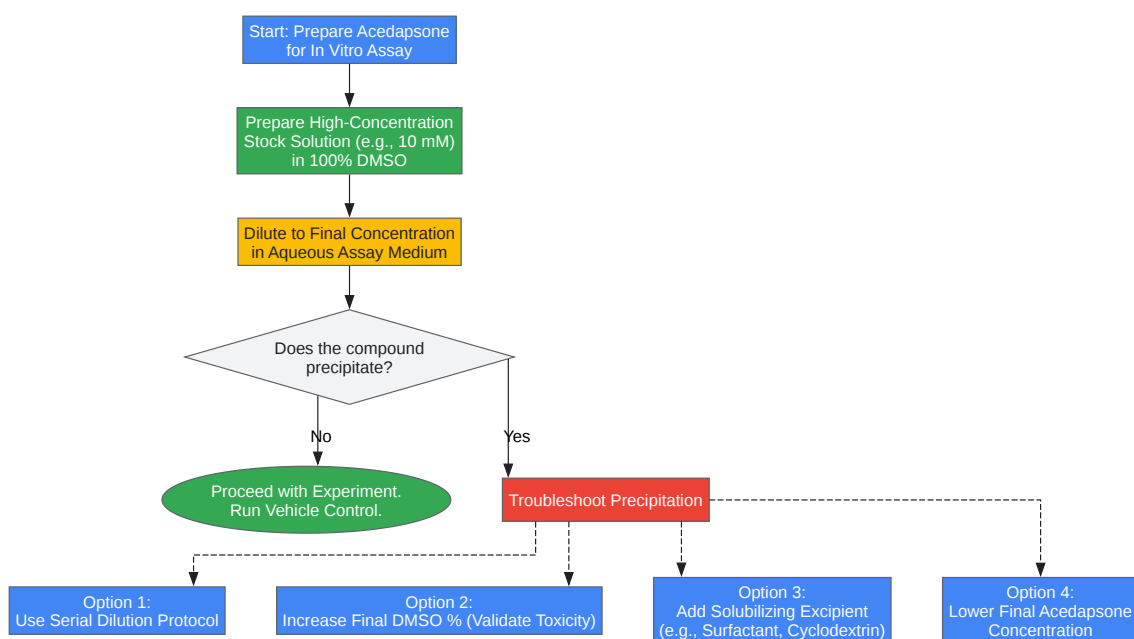 Start: Prepare Acedapsone
for In Vitro Assay
Prepare High-Concentration
Stock Solution (e.g., 10 mM)
in 100% DMSO
Dilute to Final Concentration
in Aqueous Assay Medium
Does the compound
precipitate?
No
Yes
Proceed with Experiment.
Run Vehicle Control.
Troubleshoot Precipitation
Option 1:
Use Serial Dilution Protocol
Option 2:
Increase Final DMSO % (Validate Toxicity)
Option 3:
Add Solubilizing Excipient
(e.g., Surfactant, Cyclodextrin)
Option 4:
Lower Final Acedapsone
Concentration